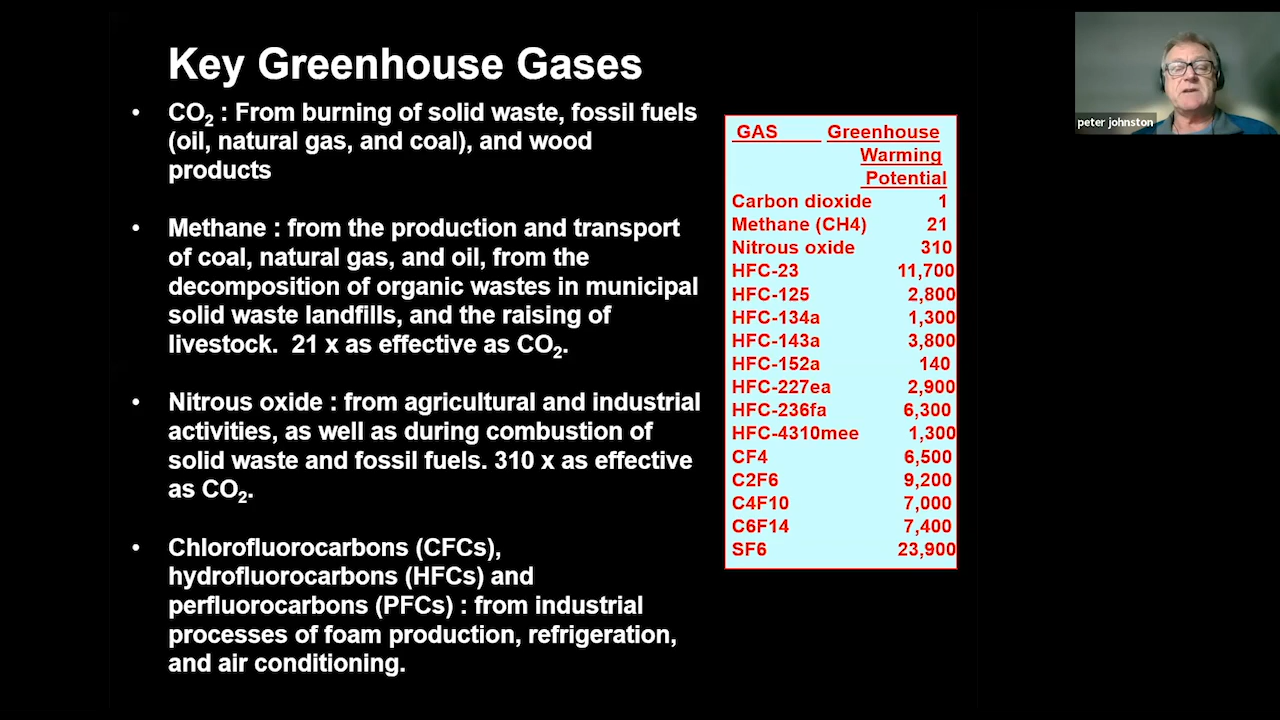 Key Greenhouse Gases
• CO2 : From burning of solid waste, fossil fuels
(oil, natural gas, and coal), and wood
products
• Methane : from the production and transport
of coal, natural gas, and oil, from the
decomposition of organic wastes in municipal
solid waste landfills, and the raising of
livestock.  21 x as effective as CO2.
• Nitrous oxide : from agricultural and industrial
activities, as well as during combustion of
solid waste and fossil fuels. 310 x as effective
as CO2.
• Chlorofluorocarbons (CFCs),
hydrofluorocarbons (HFCs) and
perfluorocarbons (PFCs) : from industrial
processes of foam production, refrigeration,
and air conditioning.
GAS Greenhouse
Warming
Potential
Carbon dioxide 1
Methane (CH4) 21
Nitrous oxide 310
HFC-23 11,700
HFC-125 2,800
HFC-134a 1,300
HFC-143a 3,800
HFC-152a 140
HFC-227ea 2,900
HFC-236fa 6,300
HFC-4310mee 1,300
CF4 6,500
C2F6 9,200
C4F10 7,000
C6F14 7,400
SF6 23,900
peter johnston